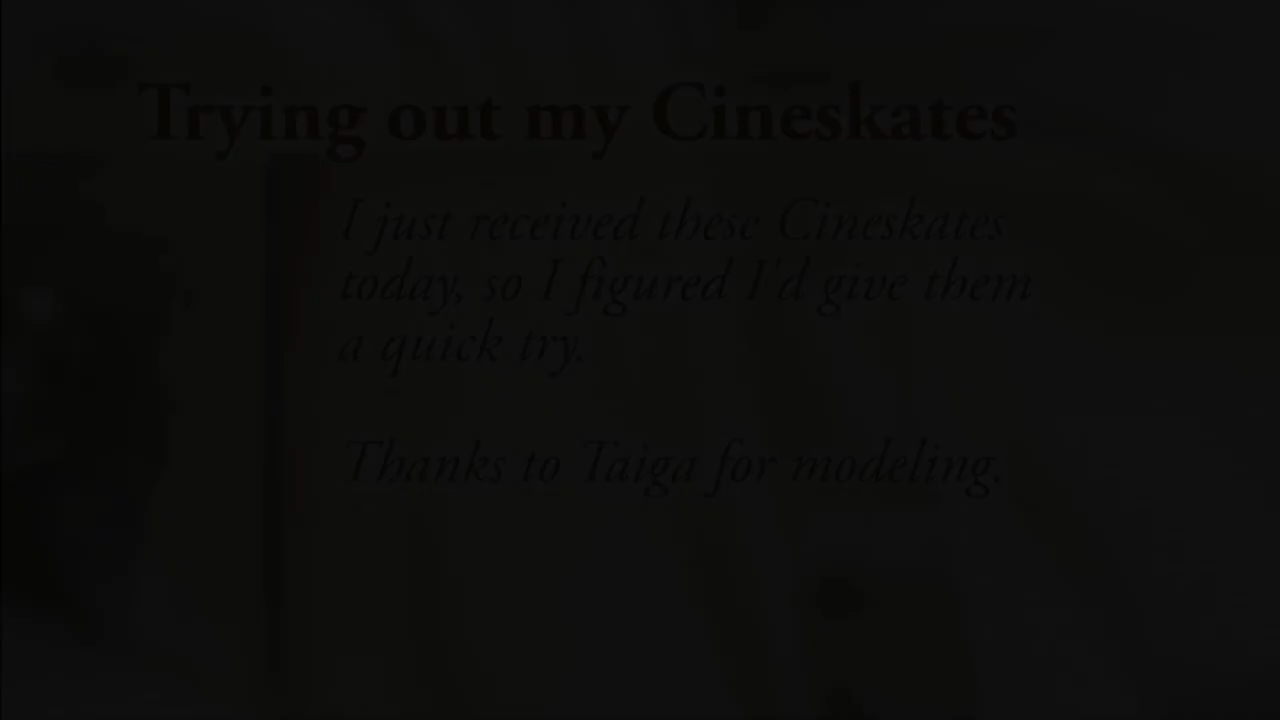 Trying out my Cineskates
I just received these Cineskates
today, so I figured I'd give them
a quick try.
Thanks to Taiga for modeling.